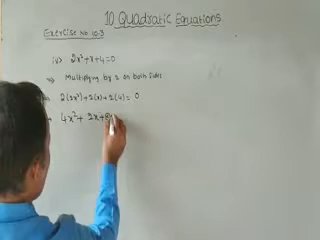 10 Quadratic Equations
Exercise No 10.3
iv) 2x²+x+4=0
Multiplying by 2 on both sides
2(2x²)+2(x)+2(4)=0
4x²+2x+8